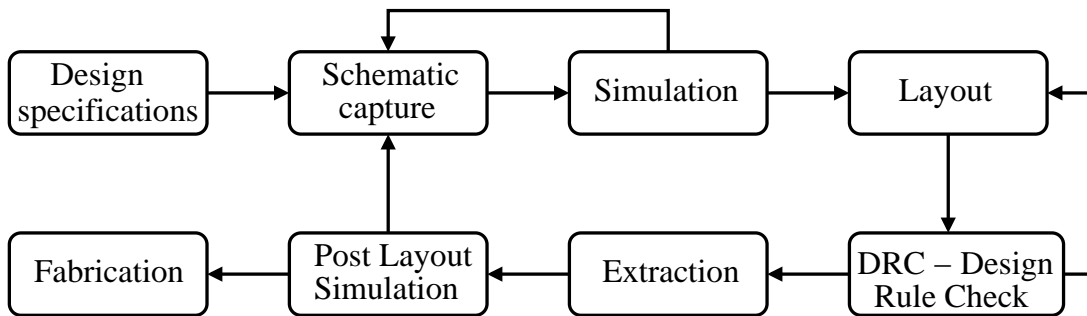 Design
specifications
Schematic
capture
Simulation
Layout
Fabrication
Post Layout
Simulation
Extraction
DRC – Design
Rule Check